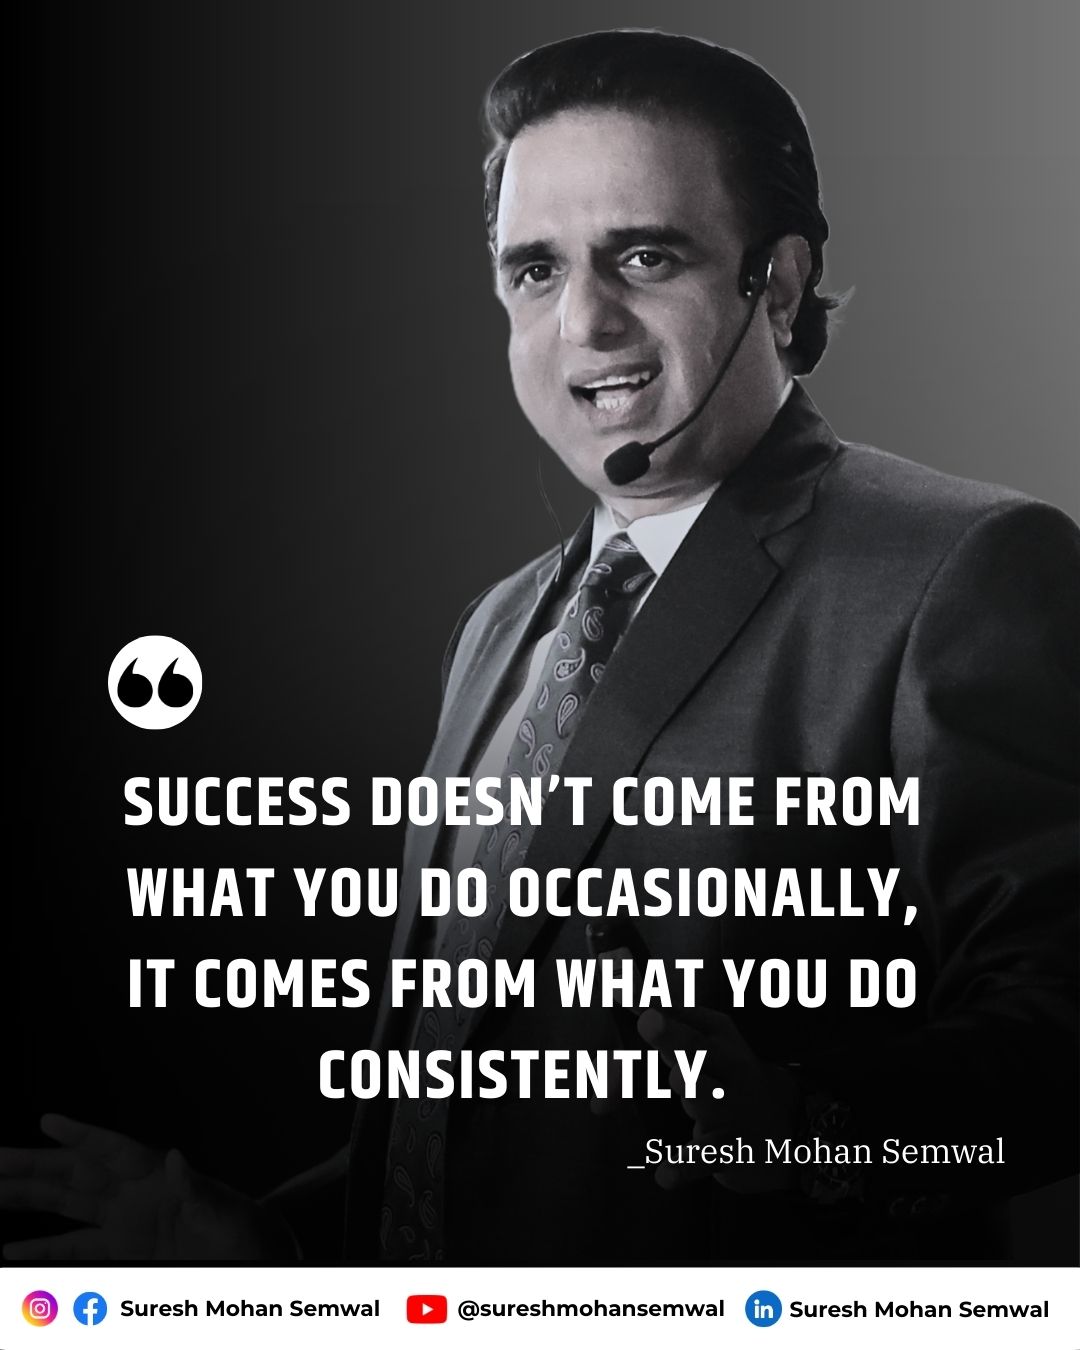 SUCCESS DOESN’T COME FROM
WHAT YOU DO OCCASIONALLY,
IT COMES FROM WHAT YOU DO
CONSISTENTLY.
_Suresh Mohan Semwal
Suresh Mohan Semwal @sureshmohansemwal Suresh Mohan Semwal